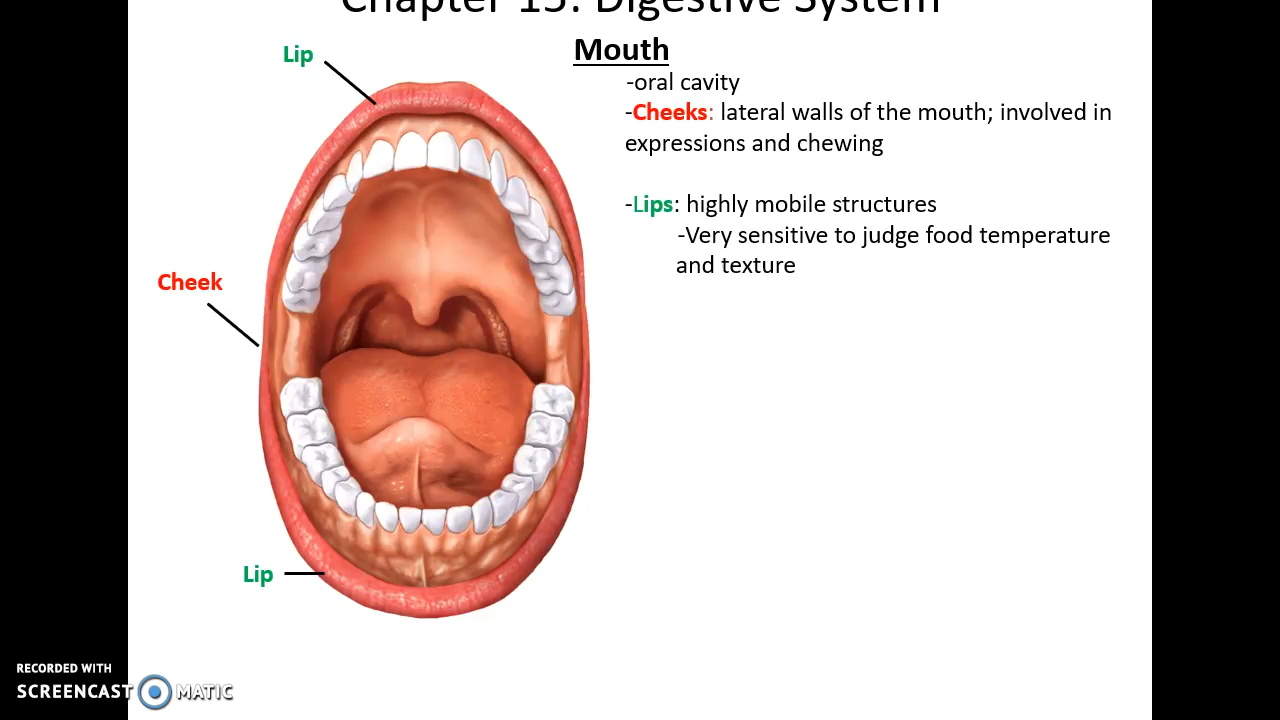 Chapter 15: Digestive System
Lip
Mouth
-oral cavity
-Cheeks: lateral walls of the mouth; involved in
expressions and chewing
-Lips: highly mobile structures
-Very sensitive to judge food temperature
and texture
Cheek
Lip
RECORDED WITH
SCREENCAST MATIC